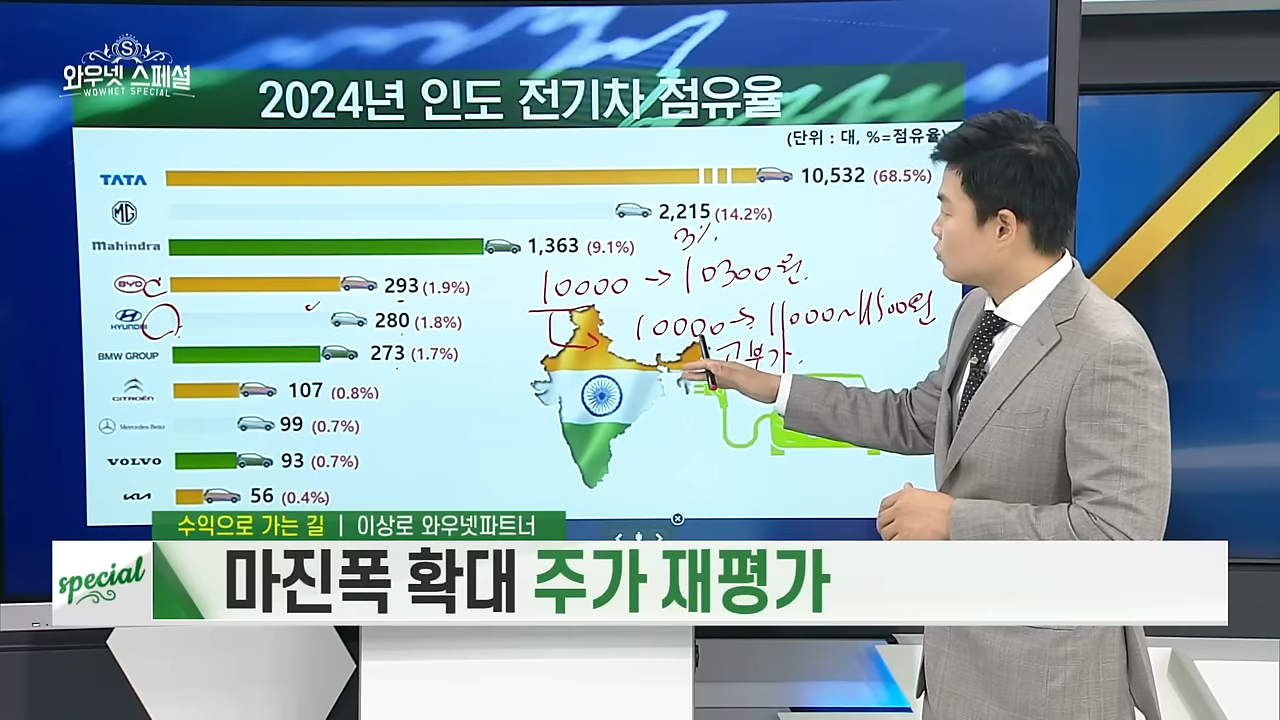 S
와우넷 스페셜
WOWNET SPECIAL
2024년 인도 전기차 점유율
(단위 : 대, %=점유율)
TATA 10,532 (68.5%)
MG 2,215 (14.2%)
3%.
Mahindra 1,363 (9.1%)
BYD 293 (1.9%)
10000 → 10300원
HYUNDAI 280 (1.8%)
10000 → 11000~11500원
고부가.
BMW GROUP 273 (1.7%)
CITROËN 107 (0.8%)
Mercedes-Benz 99 (0.7%)
VOLVO 93 (0.7%)
KIA 56 (0.4%)
수익으로 가는 길 | 이상로 와우넷파트너
special
마진폭 확대 주가 재평가